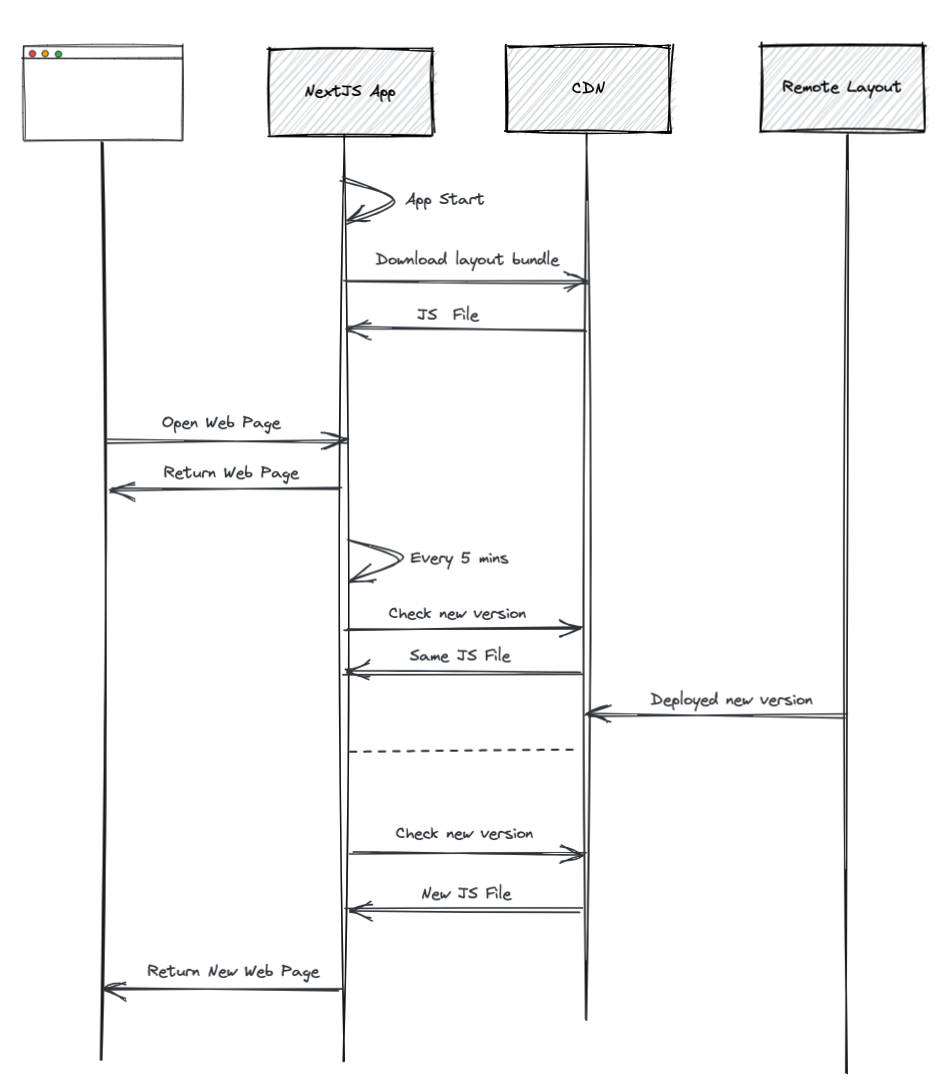 NextJS App
CDN
Remote Layout
App Start
Download layout bundle
JS File
Open Web Page
Return Web Page
Every 5 mins
Check new version
Same JS File
Deployed new version
Check new version
New JS File
Return New Web Page